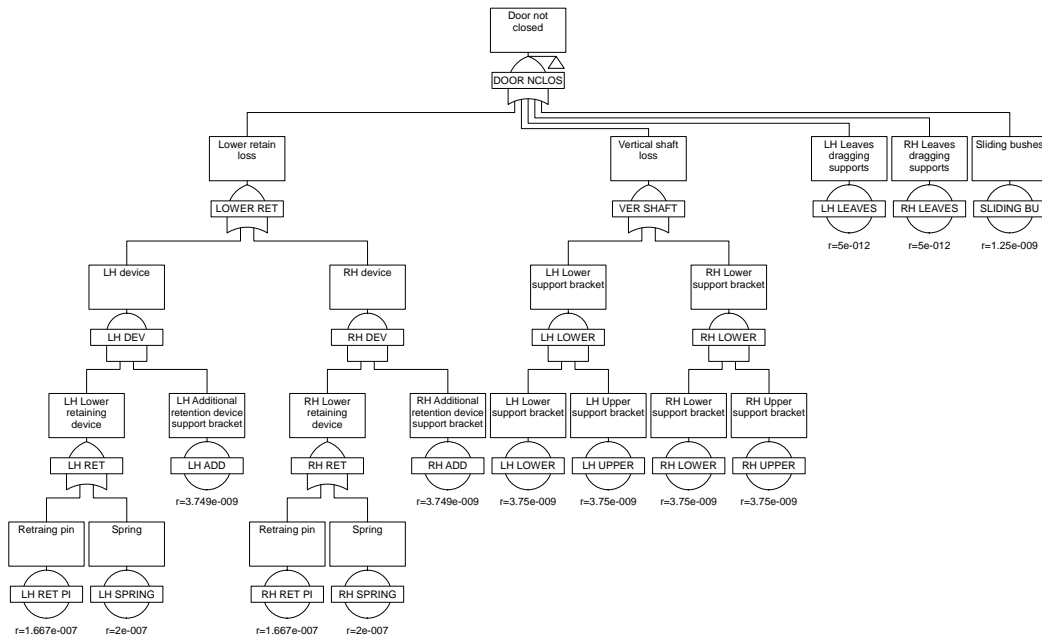 Door not
closed
DOOR NCLOS
Lower retain
loss
LOWER RET
Vertical shaft
loss
VER SHAFT
LH Leaves
dragging
supports
LH LEAVES
r=5e-012
RH Leaves
dragging
supports
RH LEAVES
r=5e-012
Sliding bushes
SLIDING BU
r=1.25e-009
LH device
LH DEV
RH device
RH DEV
LH Lower
support bracket
LH LOWER
RH Lower
support bracket
RH LOWER
LH Lower
retaining
device
LH RET
LH Additional
retention device
support bracket
LH ADD
r=3.749e-009
RH Lower
retaining
device
RH RET
RH Additional
retention device
support bracket
RH ADD
r=3.749e-009
LH Lower
support bracket
LH LOWER
r=3.75e-009
LH Upper
support bracket
LH UPPER
r=3.75e-009
RH Lower
support bracket
RH LOWER
r=3.75e-009
RH Upper
support bracket
RH UPPER
r=3.75e-009
Retraing pin
LH RET PI
r=1.667e-007
Spring
LH SPRING
r=2e-007
Retraing pin
RH RET PI
r=1.667e-007
Spring
RH SPRING
r=2e-007